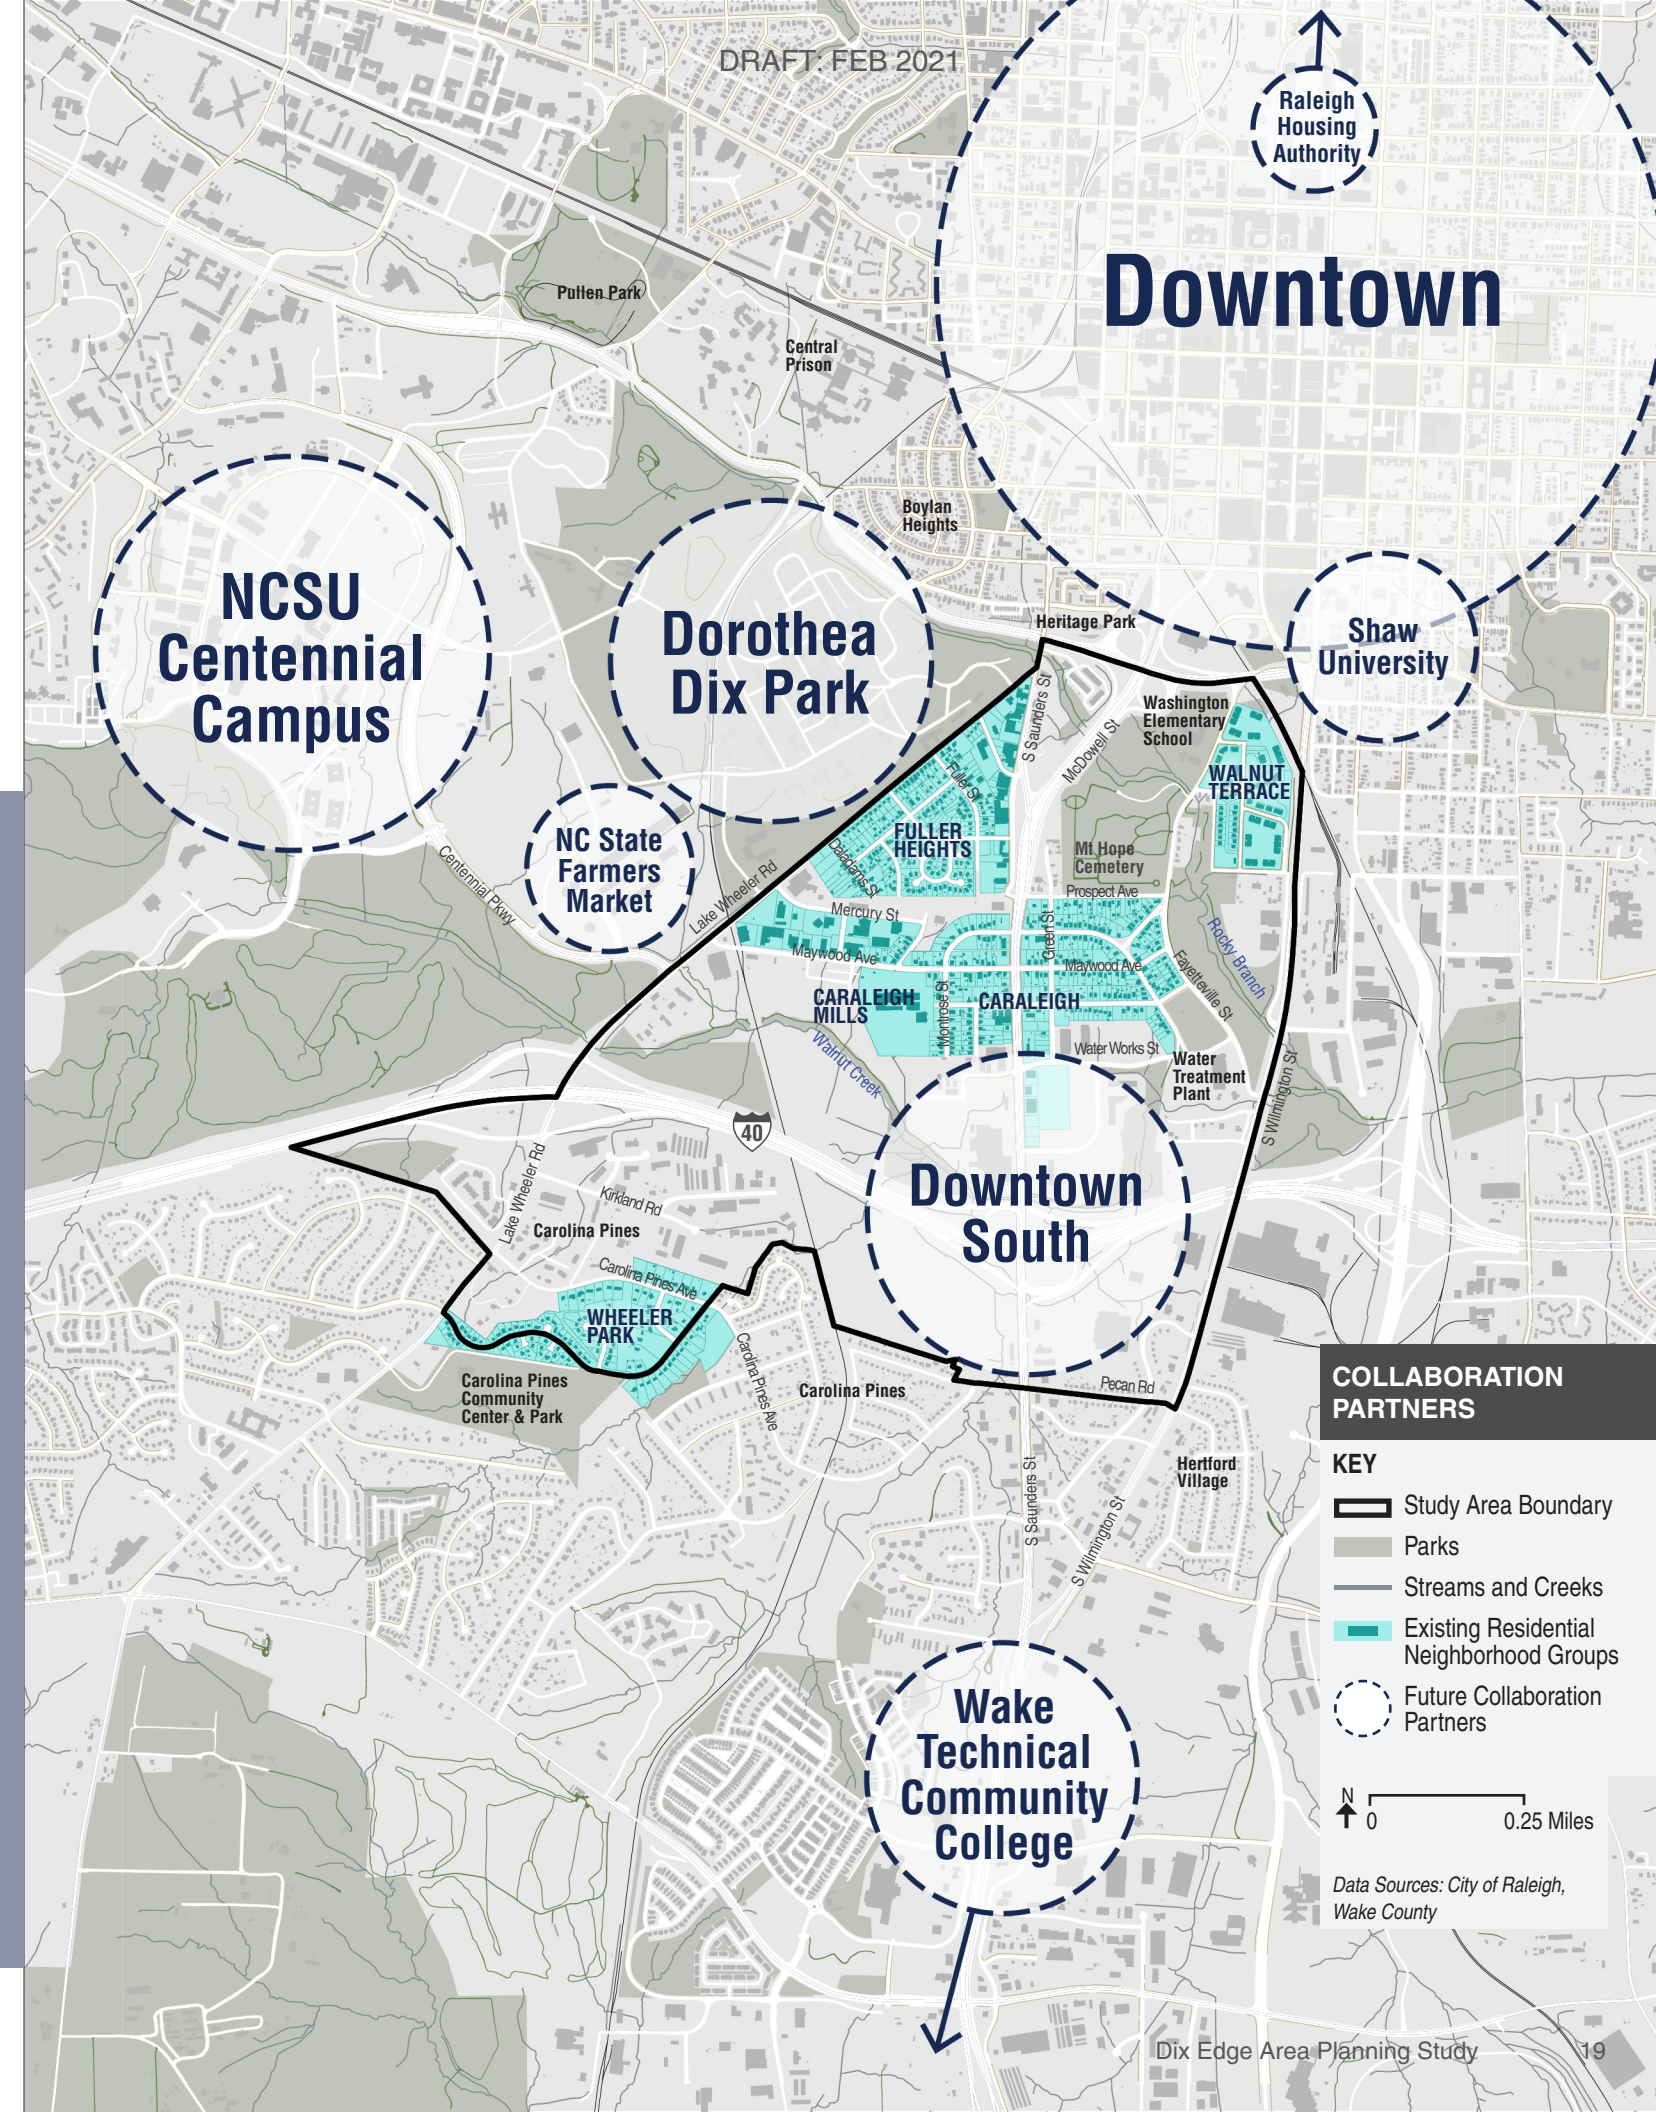 DRAFT: FEB 2021
Raleigh
Housing
Authority
Downtown
Pullen Park
Central
Prison
Boylan
Heights
NCSU
Centennial
Campus
Dorothea
Dix Park
Heritage Park
Shaw
University
S Saunders St
McDowell St
Washington
Elementary
School
WALNUT
TERRACE
Fuller St
FULLER
HEIGHTS
Mt Hope
Cemetery
NC State
Farmers
Market
Centennial Pkwy
Lake Wheeler Rd
Daladams St
Mercury St
Prospect Ave
Green St
Maywood Ave
Maywood Ave
Rocky Branch
Fayetteville St
CARALEIGH
MILLS
Montrose St
CARALEIGH
Walnut Creek
Water Works St
Water
Treatment
Plant
S Wilmington St
40
Downtown
South
Lake Wheeler Rd
Kirkland Rd
Carolina Pines
Carolina Pines Ave
WHEELER
PARK
Carolina Pines Ave
Carolina Pines
Community
Center & Park
Carolina Pines
Pecan Rd
Hertford
Village
S Saunders St
S Wilmington St
Wake
Technical
Community
College
COLLABORATION
PARTNERS
KEY
Study Area Boundary
Parks
Streams and Creeks
Existing Residential
Neighborhood Groups
Future Collaboration
Partners
N
0
0.25 Miles
Data Sources: City of Raleigh,
Wake County
Dix Edge Area Planning Study
19